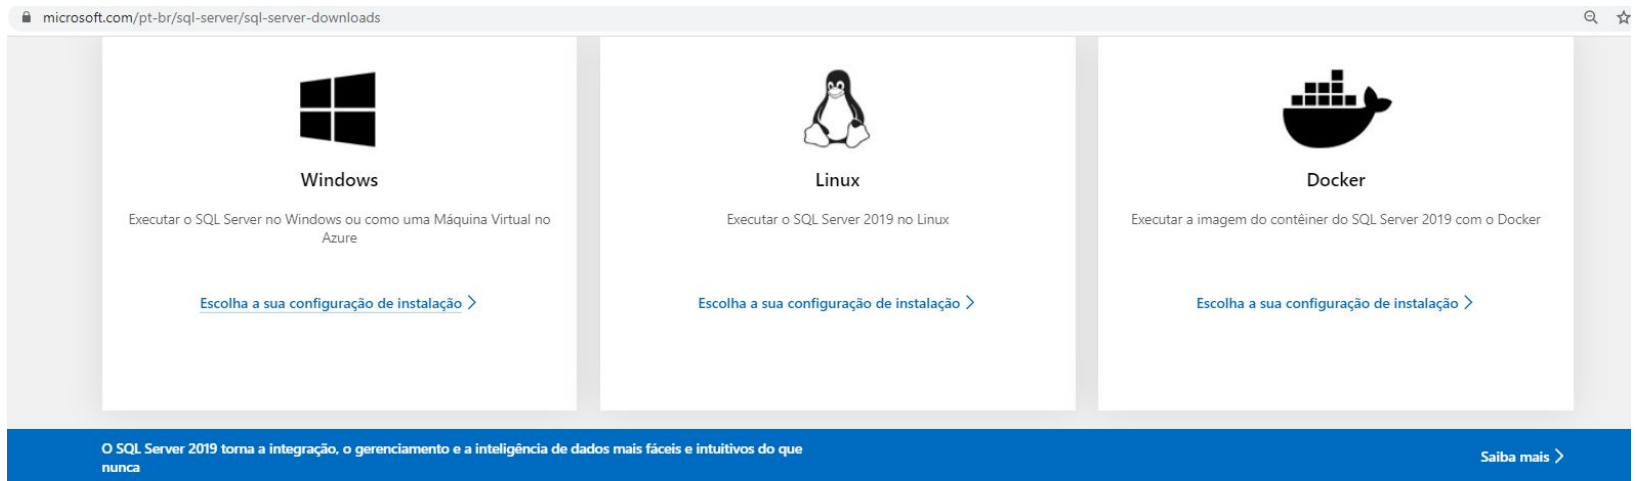 microsoft.com/pt-br/sql-server/sql-server-downloads
Windows
Executar o SQL Server no Windows ou como uma Máquina Virtual no
Azure
Escolha a sua configuração de instalação
Linux
Executar o SQL Server 2019 no Linux
Escolha a sua configuração de instalação
Docker
Executar a imagem do contêiner do SQL Server 2019 com o Docker
Escolha a sua configuração de instalação
O SQL Server 2019 torna a integração, o gerenciamento e a inteligência de dados mais fáceis e intuitivos do que
nunca
Saiba mais